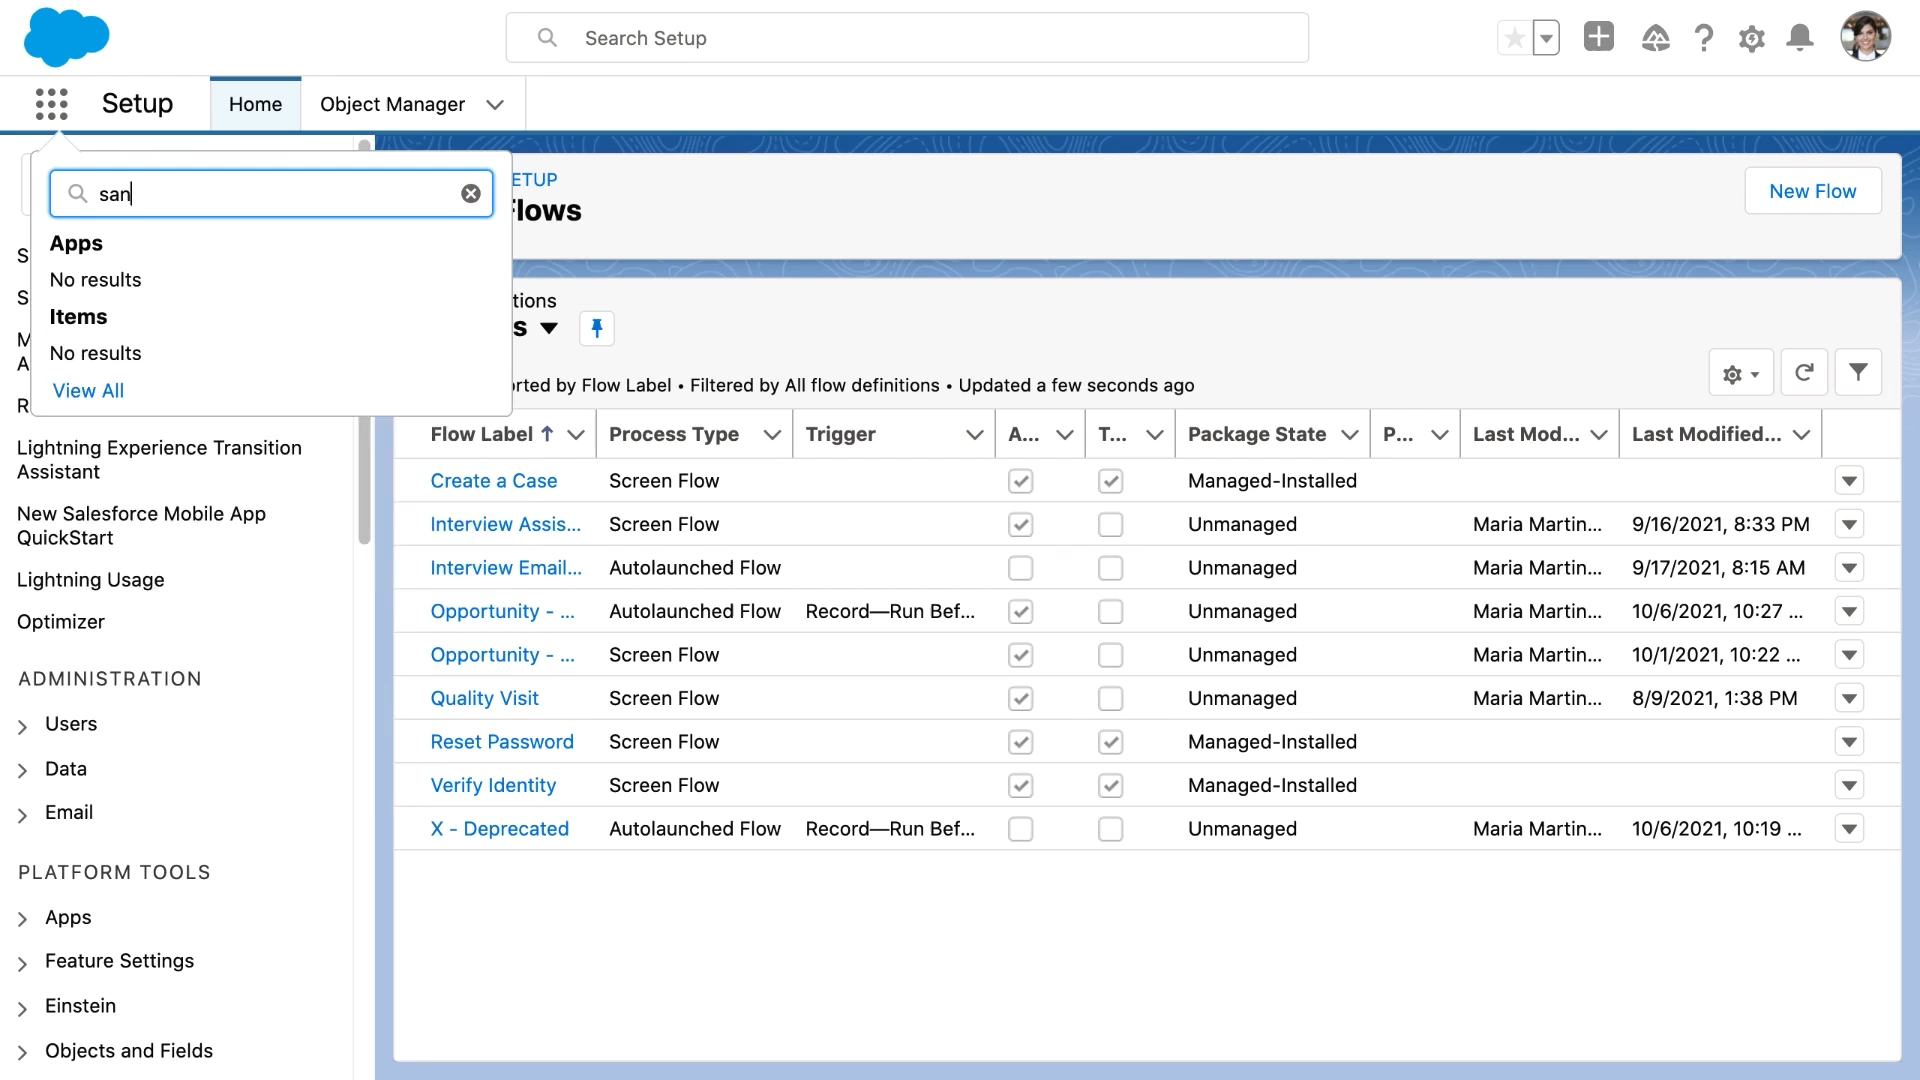 Search Setup
Setup
Home
Object Manager
san
Apps
No results
Items
No results
View All
S
S
M
A
R
Lightning Experience Transition
Assistant
New Salesforce Mobile App
QuickStart
Lightning Usage
Optimizer
ADMINISTRATION
Users
Data
Email
PLATFORM TOOLS
Apps
Feature Settings
Einstein
Objects and Fields
ETUP
Flows
New Flow
tions
s
orted by Flow Label • Filtered by All flow definitions • Updated a few seconds ago
Flow Label ↑ Process Type Trigger A... T... Package State P... Last Mod... Last Modified...
Create a Case Screen Flow Managed-Installed
Interview Assis... Screen Flow Unmanaged Maria Martin... 9/16/2021, 8:33 PM
Interview Email... Autolaunched Flow Unmanaged Maria Martin... 9/17/2021, 8:15 AM
Opportunity - ... Autolaunched Flow Record—Run Bef... Unmanaged Maria Martin... 10/6/2021, 10:27 ...
Opportunity - ... Screen Flow Unmanaged Maria Martin... 10/1/2021, 10:22 ...
Quality Visit Screen Flow Unmanaged Maria Martin... 8/9/2021, 1:38 PM
Reset Password Screen Flow Managed-Installed
Verify Identity Screen Flow Managed-Installed
X - Deprecated Autolaunched Flow Record—Run Bef... Unmanaged Maria Martin... 10/6/2021, 10:19 ...